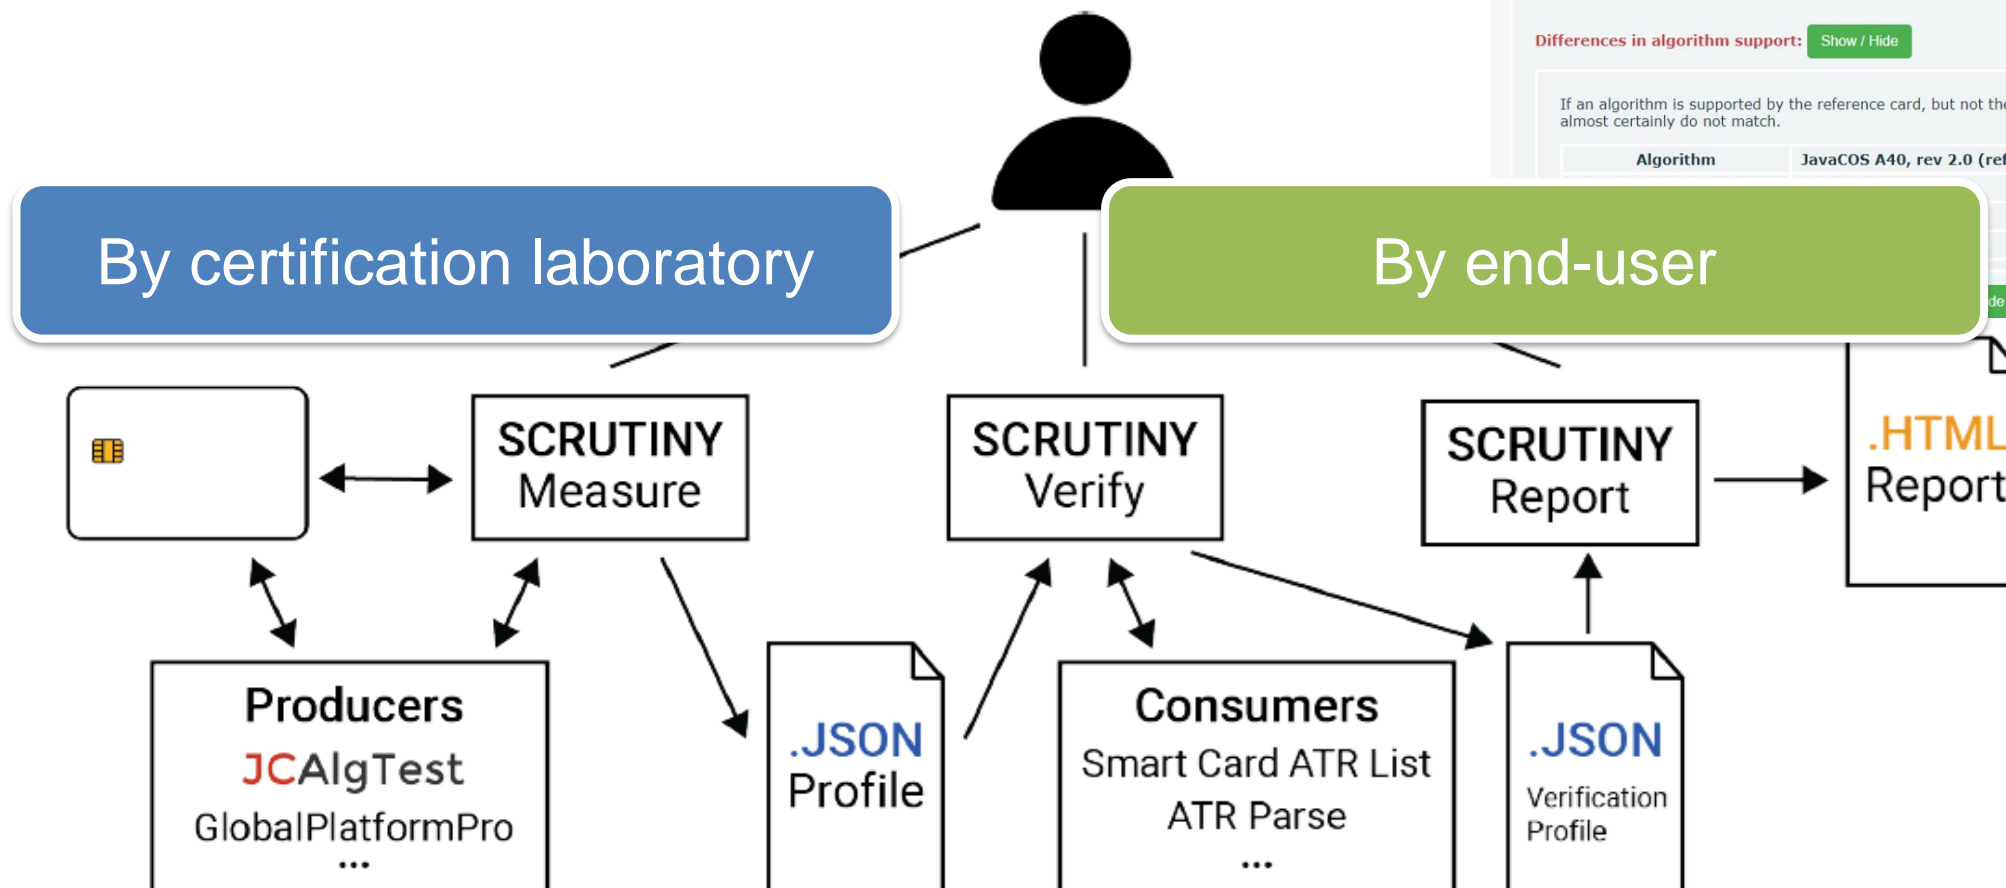 Differences in algorithm support: Show / Hide
If an algorithm is supported by the reference card, but not the
almost certainly do not match.
Algorithm JavaCOS A40, rev 2.0 (ref
By certification laboratory
By end-user
SCRUTINY
Measure
SCRUTINY
Verify
SCRUTINY
Report
.HTML
Report
Producers
JCAlgTest
GlobalPlatformPro
...
.JSON
Profile
Consumers
Smart Card ATR List
ATR Parse
...
.JSON
Verification
Profile